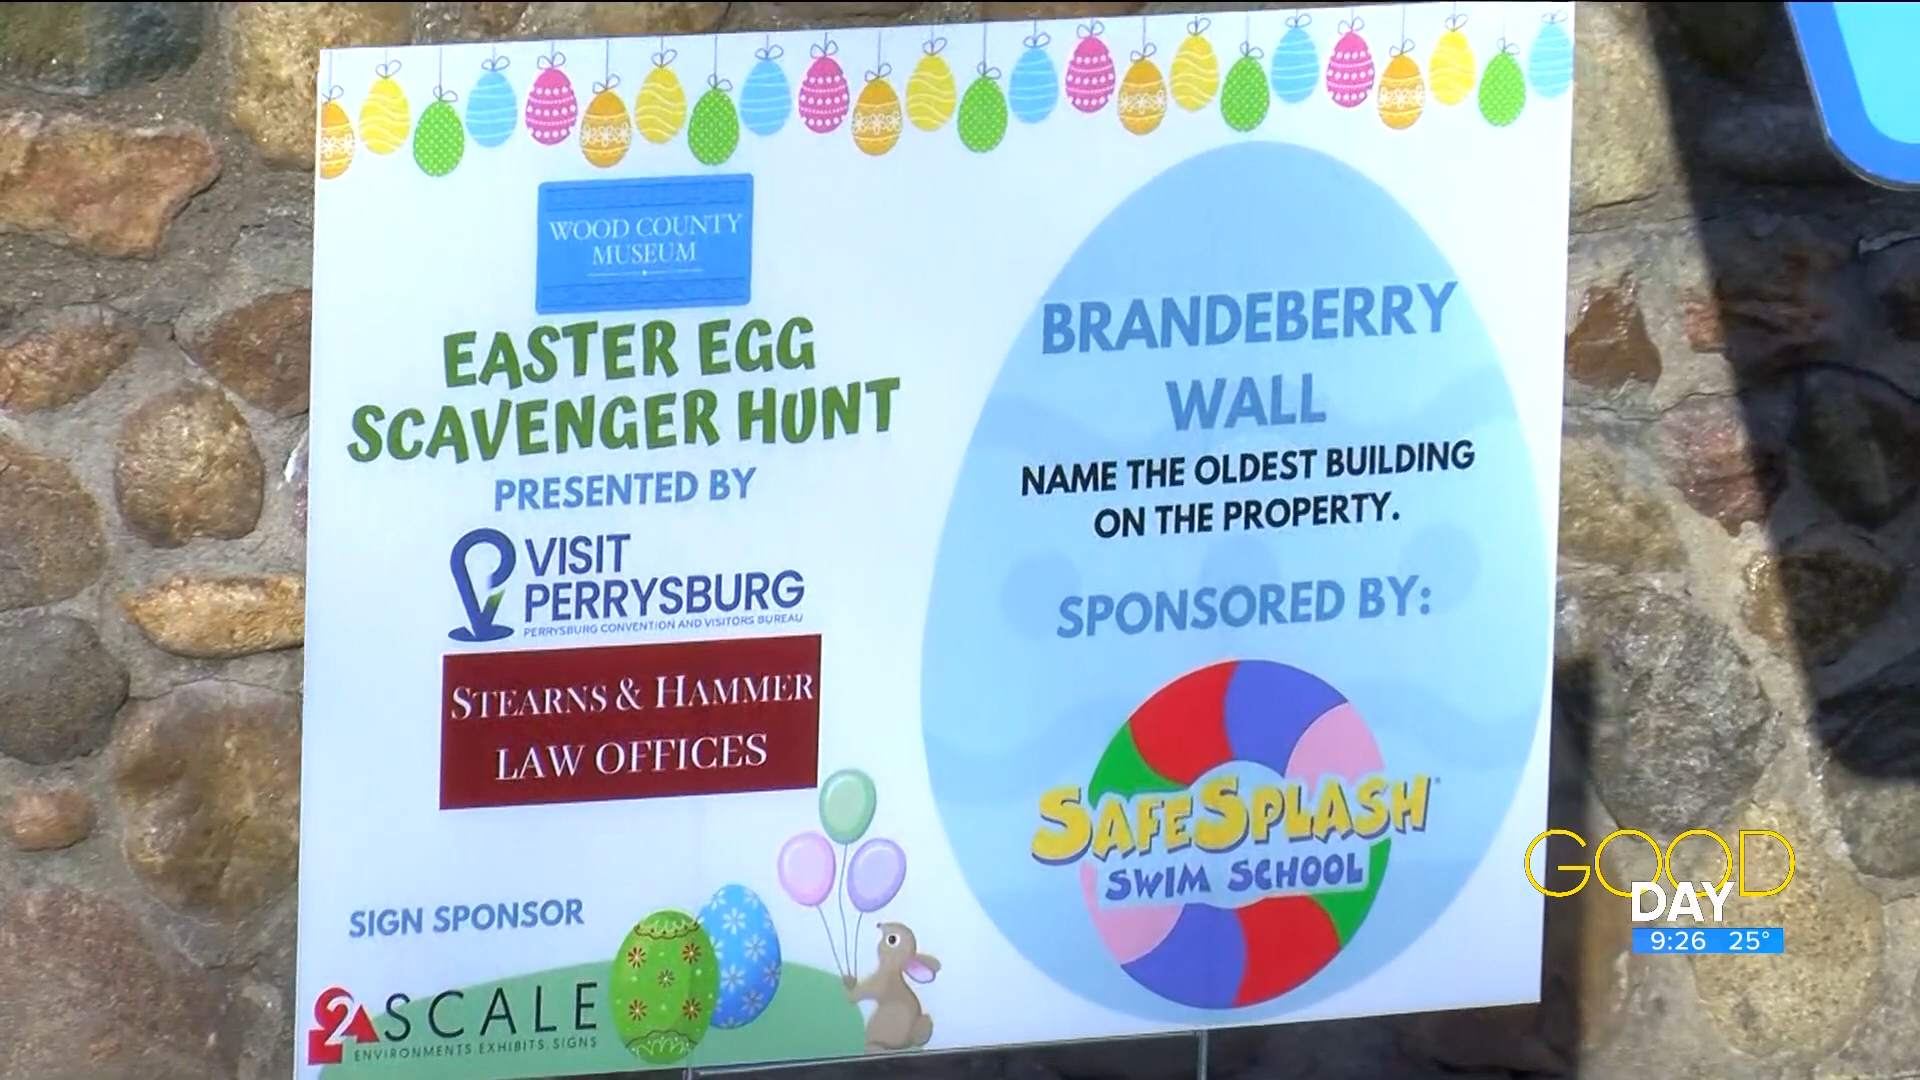 WOOD COUNTY
MUSEUM
EASTER EGG
SCAVENGER HUNT
PRESENTED BY
VISIT
PERRYSBURG
PERRYSBURG CONVENTION AND VISITORS BUREAU
STEARNS & HAMMER
LAW OFFICES
SIGN SPONSOR
2A SCALE
ENVIRONMENTS. EXHIBITS. SIGNS
BRANDEBERRY
WALL
NAME THE OLDEST BUILDING
ON THE PROPERTY.
SPONSORED BY:
SAFESPLASH
SWIM SCHOOL
GOOD
DAY
9:26 25°